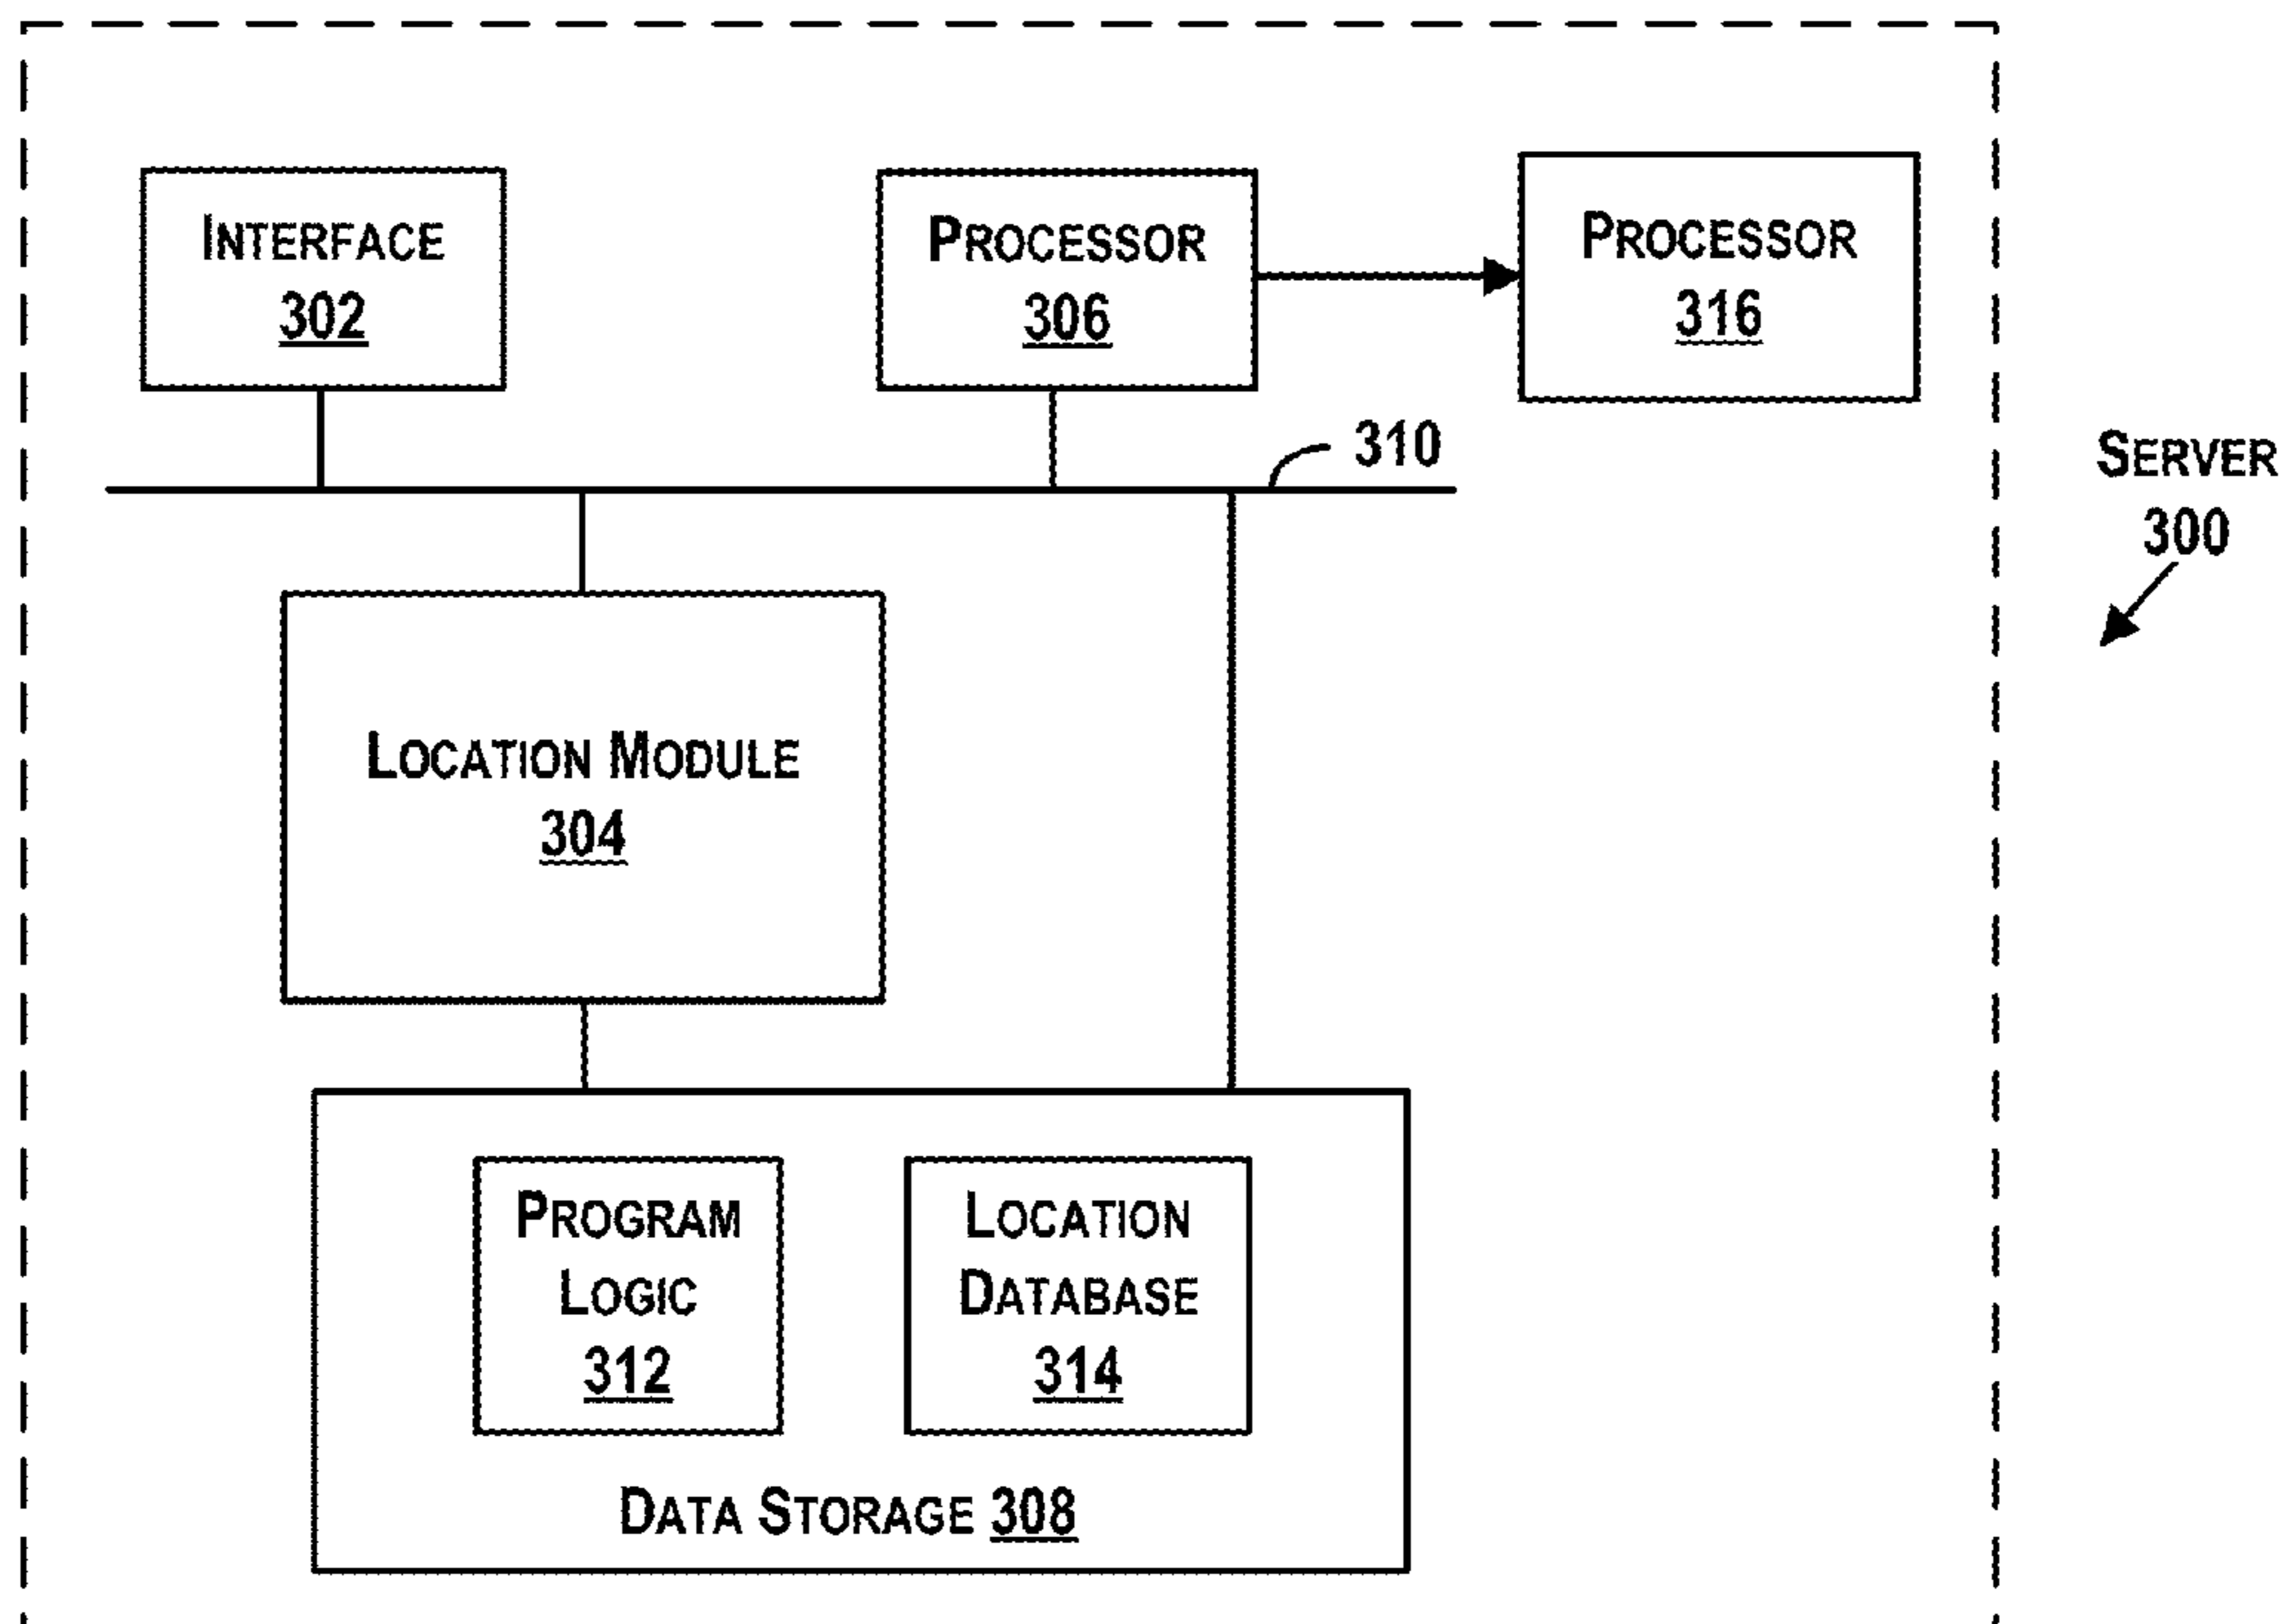 INTERFACE
302
PROCESSOR
306
PROCESSOR
316
310
SERVER
300
LOCATION MODULE
304
PROGRAM
LOGIC
312
LOCATION
DATABASE
314
DATA STORAGE 308